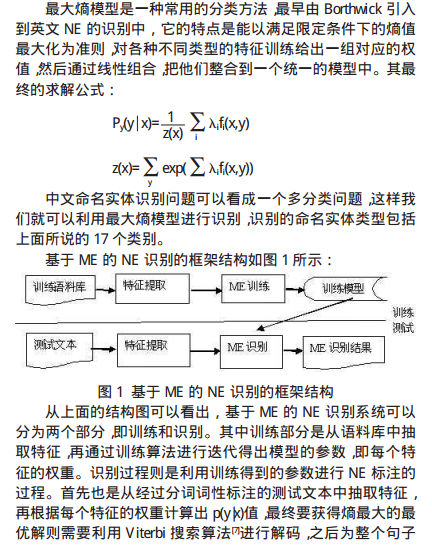 最大熵模型是一种常用的分类方法 ,最早由 Borthwick 引入
到英文 NE 的识别中 , 它的特点是能以满足限定条件下的熵值
最大化为准则 ,对各种不同类型的特征训练给出一组对应的权
值 ,然后通过线性组合 ,把他们整合到一个统一的模型中。其最
终的求解公式 :
Py(y | x)= 1/z(x) ∑i λifi(x,y)
z(x)= ∑y exp( ∑i λifi(x,y))
中文命名实体识别问题可以看成一个多分类问题 ,这样我
们就可以利用最大熵模型进行识别 ,识别的命名实体类型包括
上面所说的 17 个类别。
基于 ME 的 NE 识别的框架结构如图 1 所示 :
训练语料库 特征提取 ME 训练 训练模型
训练
测试
测试文本 特征提取 ME 识别 ME 识别结果
图 1 基于 ME 的 NE 识别的框架结构
从上面的结构图可以看出 , 基于 ME 的 NE 识别系统可以
分为两个部分 ,即训练和识别。其中训练部分是从语料库中抽
取特征 ,再通过训练算法进行迭代得出模型的参数 ,即每个特
征的权重。识别过程则是利用训练得到的参数进行 NE 标注的
过程。首先也是从经过分词词性标注的测试文本中抽取特征 ,
再根据每个特征的权重计算出 p(y|x)值 ,最终要获得熵最大的最
优解则需要利用 Viterbi 搜索算法[7]进行解码 ,之后为整个句子